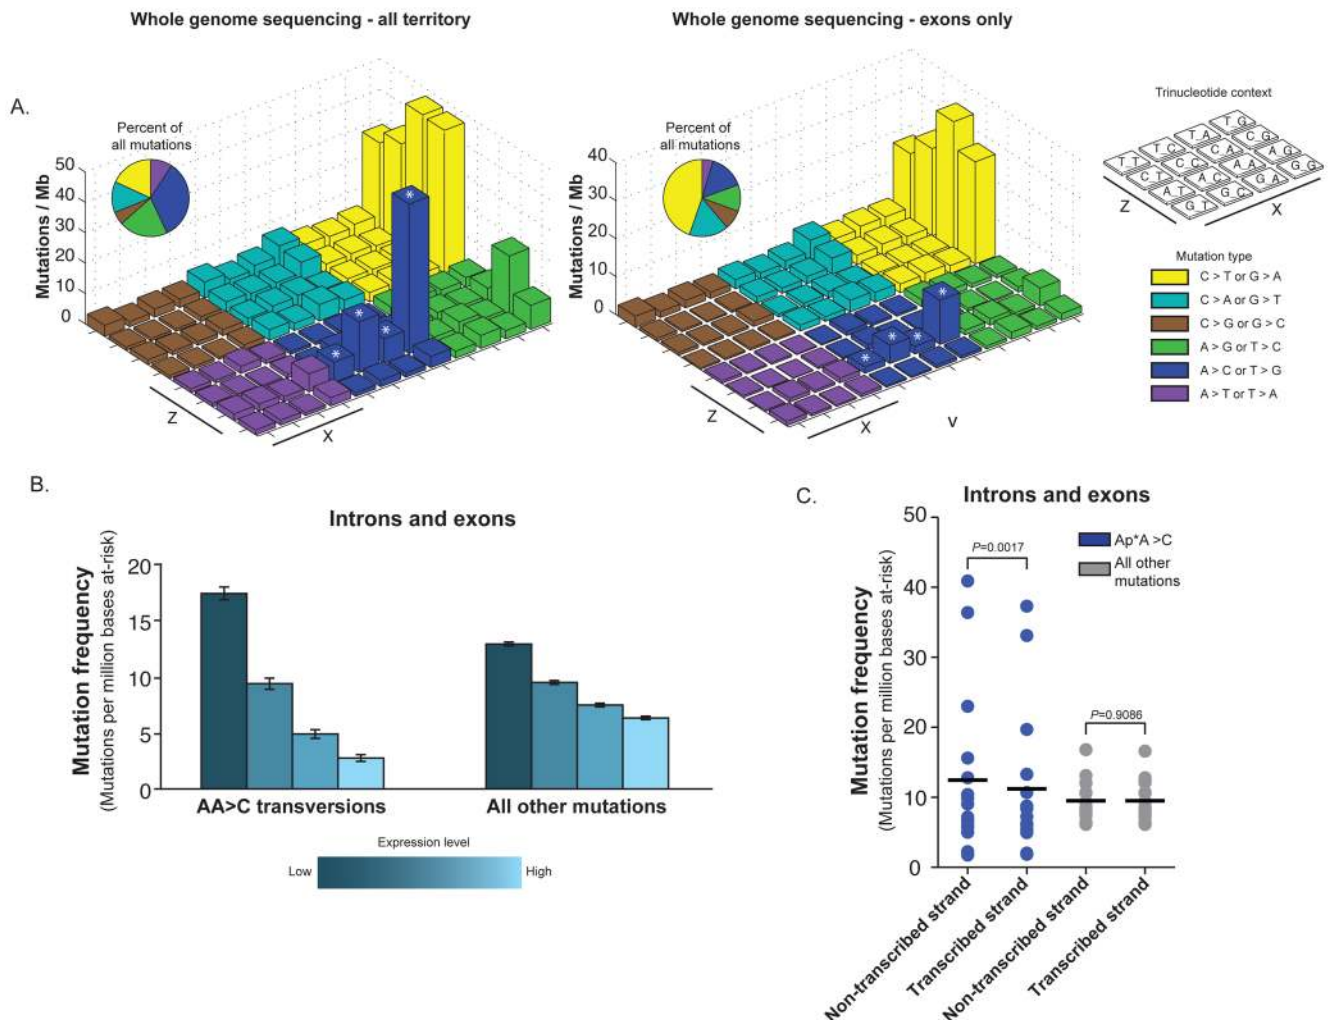 Whole genome sequencing - all territory
Whole genome sequencing - exons only
A.
Percent of
all mutations
Mutations / Mb
50
40
30
20
10
0
*
*
*
*
Z
X
Percent of
all mutations
Mutations / Mb
40
30
20
10
0
*
*
*
*
Z
X
v
Trinucleotide context
T G
T A
C G
T C
C A
A G
T T
C C
A A
G G
C T
A C
G A
A T
G C
G T
Z
X
Mutation type
C > T or G > A
C > A or G > T
C > G or G > C
A > G or T > C
A > C or T > G
A > T or T > A
B.
Introns and exons
Mutation frequency
(Mutations per million bases at-risk)
20
15
10
5
0
AA>C transversions
All other mutations
Expression level
Low
High
C.
Introns and exons
Mutation frequency
(Mutations per million bases at-risk)
50
40
30
20
10
0
P=0.0017
Ap*A >C
All other
mutations
P=0.9086
Non-transcribed strand
Transcribed strand
Non-transcribed strand
Transcribed strand